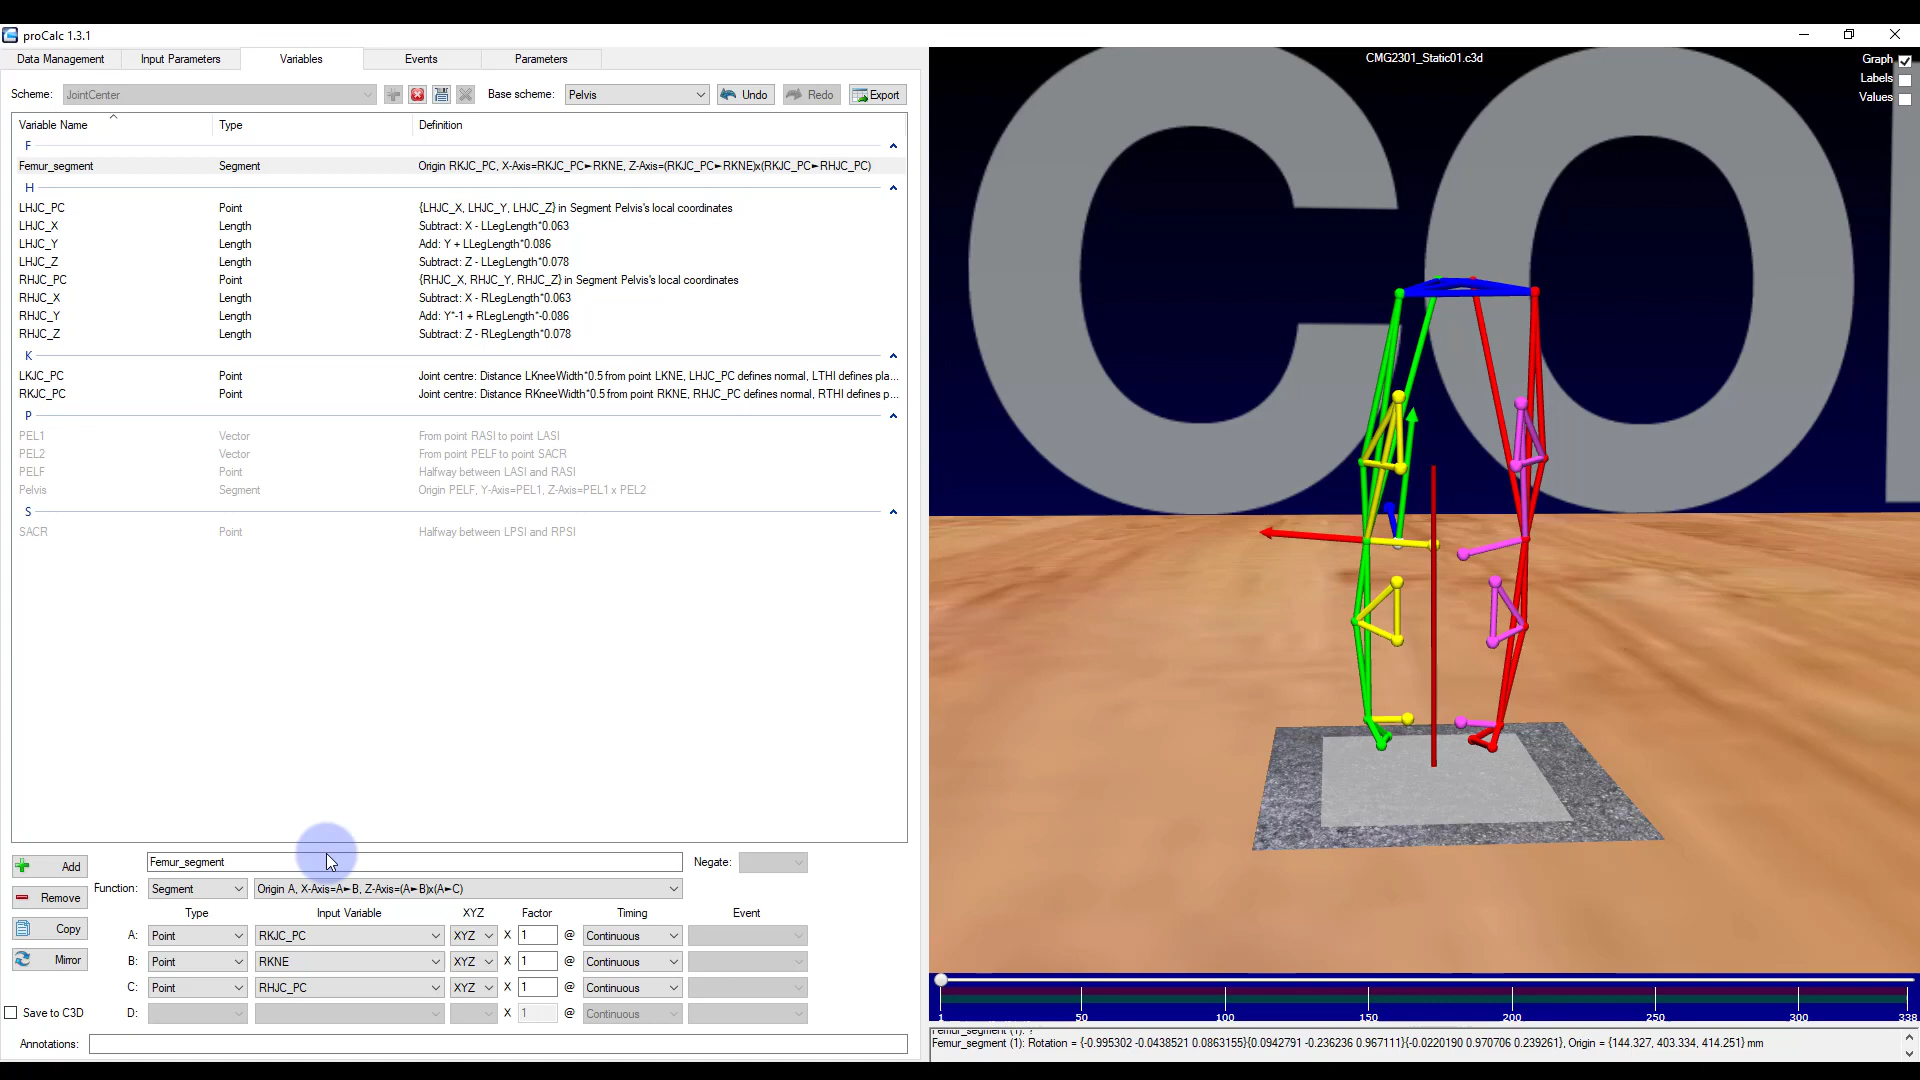 proCalc 1.3.1
Data Management
Input Parameters
Variables
Events
Parameters
Scheme:
JointCenter
Base scheme:
Pelvis
Undo
Redo
Export
Variable Name
Type
Definition
F
Femur_segment Segment Origin RKJC_PC, X-Axis=RKJC_PC►RKNE, Z-Axis=(RKJC_PC►RKNE)x(RKJC_PC►RHJC_PC)
H
LHJC_PC Point {LHJC_X, LHJC_Y, LHJC_Z} in Segment Pelvis's local coordinates
LHJC_X Length Subtract: X - LLegLength*0.063
LHJC_Y Length Add: Y + LLegLength*0.086
LHJC_Z Length Subtract: Z - LLegLength*0.078
RHJC_PC Point {RHJC_X, RHJC_Y, RHJC_Z} in Segment Pelvis's local coordinates
RHJC_X Length Subtract: X - RLegLength*0.063
RHJC_Y Length Add: Y*-1 + RLegLength*-0.086
RHJC_Z Length Subtract: Z - RLegLength*0.078
K
LKJC_PC Point Joint centre: Distance LKneeWidth*0.5 from point LKNE, LHJC_PC defines normal, LTHI defines pla...
RKJC_PC Point Joint centre: Distance RKneeWidth*0.5 from point RKNE, RHJC_PC defines normal, RTHI defines p...
P
PEL1 Vector From point RASI to point LASI
PEL2 Vector From point PELF to point SACR
PELF Point Halfway between LASI and RASI
Pelvis Segment Origin PELF, Y-Axis=PEL1, Z-Axis=PEL1 x PEL2
S
SACR Point Halfway between LPSI and RPSI
Add
Femur_segment
Negate:
Remove
Function:
Segment
Origin A, X-Axis=A►B, Z-Axis=(A►B)x(A►C)
Type Input Variable XYZ Factor Timing Event
Copy
A: Point RKJC_PC XYZ X 1 @ Continuous
Mirror
B: Point RKNE XYZ X 1 @ Continuous
C: Point RHJC_PC XYZ X 1 @ Continuous
Save to C3D
D: X 1 @ Continuous
Annotations:
CMG2301_Static01.c3d
Graph
Labels
Values
CO
1 50 100 150 200 250 300 338
Femur_segment (1): ?
Femur_segment (1): Rotation = {-0.995302 -0.0438521 0.0863155}{0.0942791 -0.236236 0.967111}{-0.0220190 0.970706 0.239261}, Origin = {144.327, 403.334, 414.251} mm